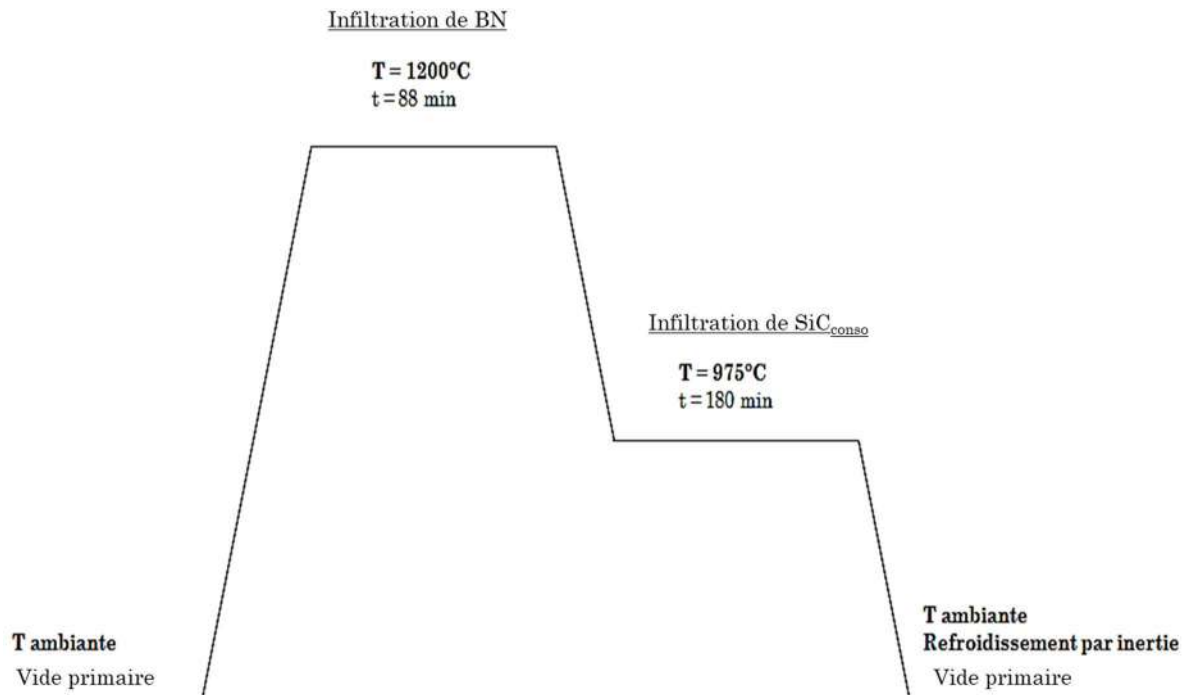 Infiltration de BN
T = 1200°C
t = 88 min
Infiltration de SiCconso
T = 975°C
t = 180 min
T ambiante
Vide primaire
T ambiante
Refroidissement par inertie
Vide primaire